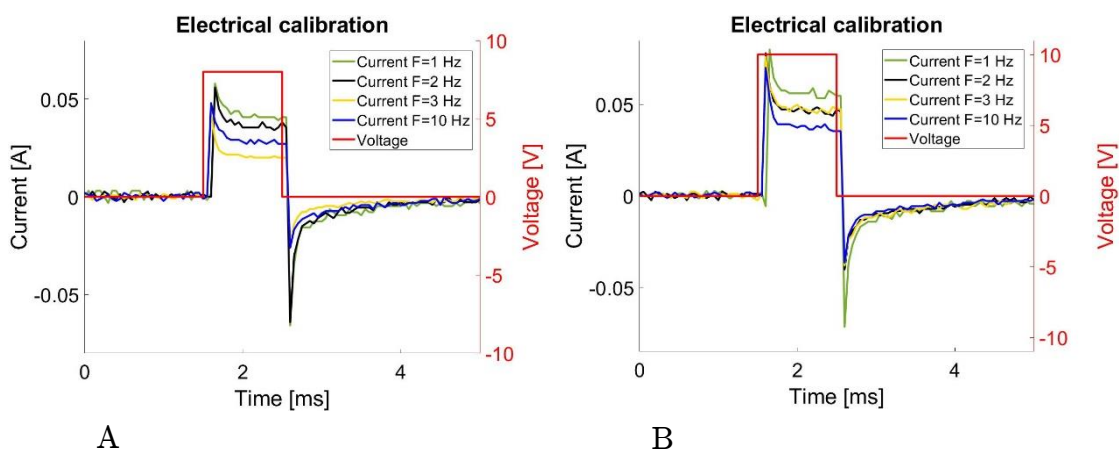 Electrical calibration
Current F=1 Hz
Current F=2 Hz
Current F=3 Hz
Current F=10 Hz
Voltage
0.05
0
-0.05
Current [A]
10
5
0
-5
-10
Voltage [V]
0
2
4
Time [ms]
A
Electrical calibration
Current F=1 Hz
Current F=2 Hz
Current F=3 Hz
Current F=10 Hz
Voltage
0.05
0
-0.05
Current [A]
10
5
0
-5
-10
Voltage [V]
0
2
4
Time [ms]
B